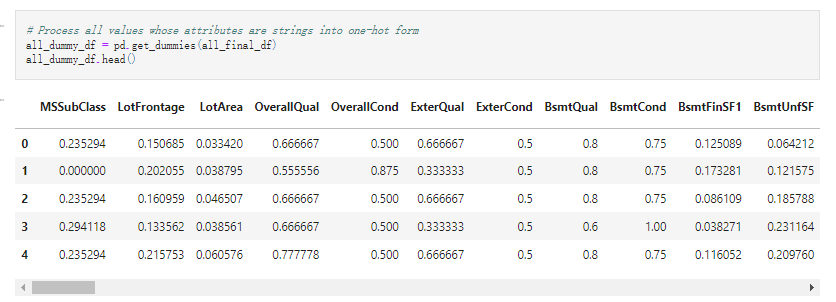 # Process all values whose attributes are strings into one-hot form
all_dummy_df = pd.get_dummies(all_final_df)
all_dummy_df.head()
MSSubClass LotFrontage LotArea OverallQual OverallCond ExterQual ExterCond BsmtQual BsmtCond BsmtFinSF1 BsmtUnfSF
0 0.235294 0.150685 0.033420 0.666667 0.500 0.666667 0.5 0.8 0.75 0.125089 0.064212
1 0.000000 0.202055 0.038795 0.555556 0.875 0.333333 0.5 0.8 0.75 0.173281 0.121575
2 0.235294 0.160959 0.046507 0.666667 0.500 0.666667 0.5 0.8 0.75 0.086109 0.185788
3 0.294118 0.133562 0.038561 0.666667 0.500 0.333333 0.5 0.6 1.00 0.038271 0.231164
4 0.235294 0.215753 0.060576 0.777778 0.500 0.666667 0.5 0.8 0.75 0.116052 0.209760